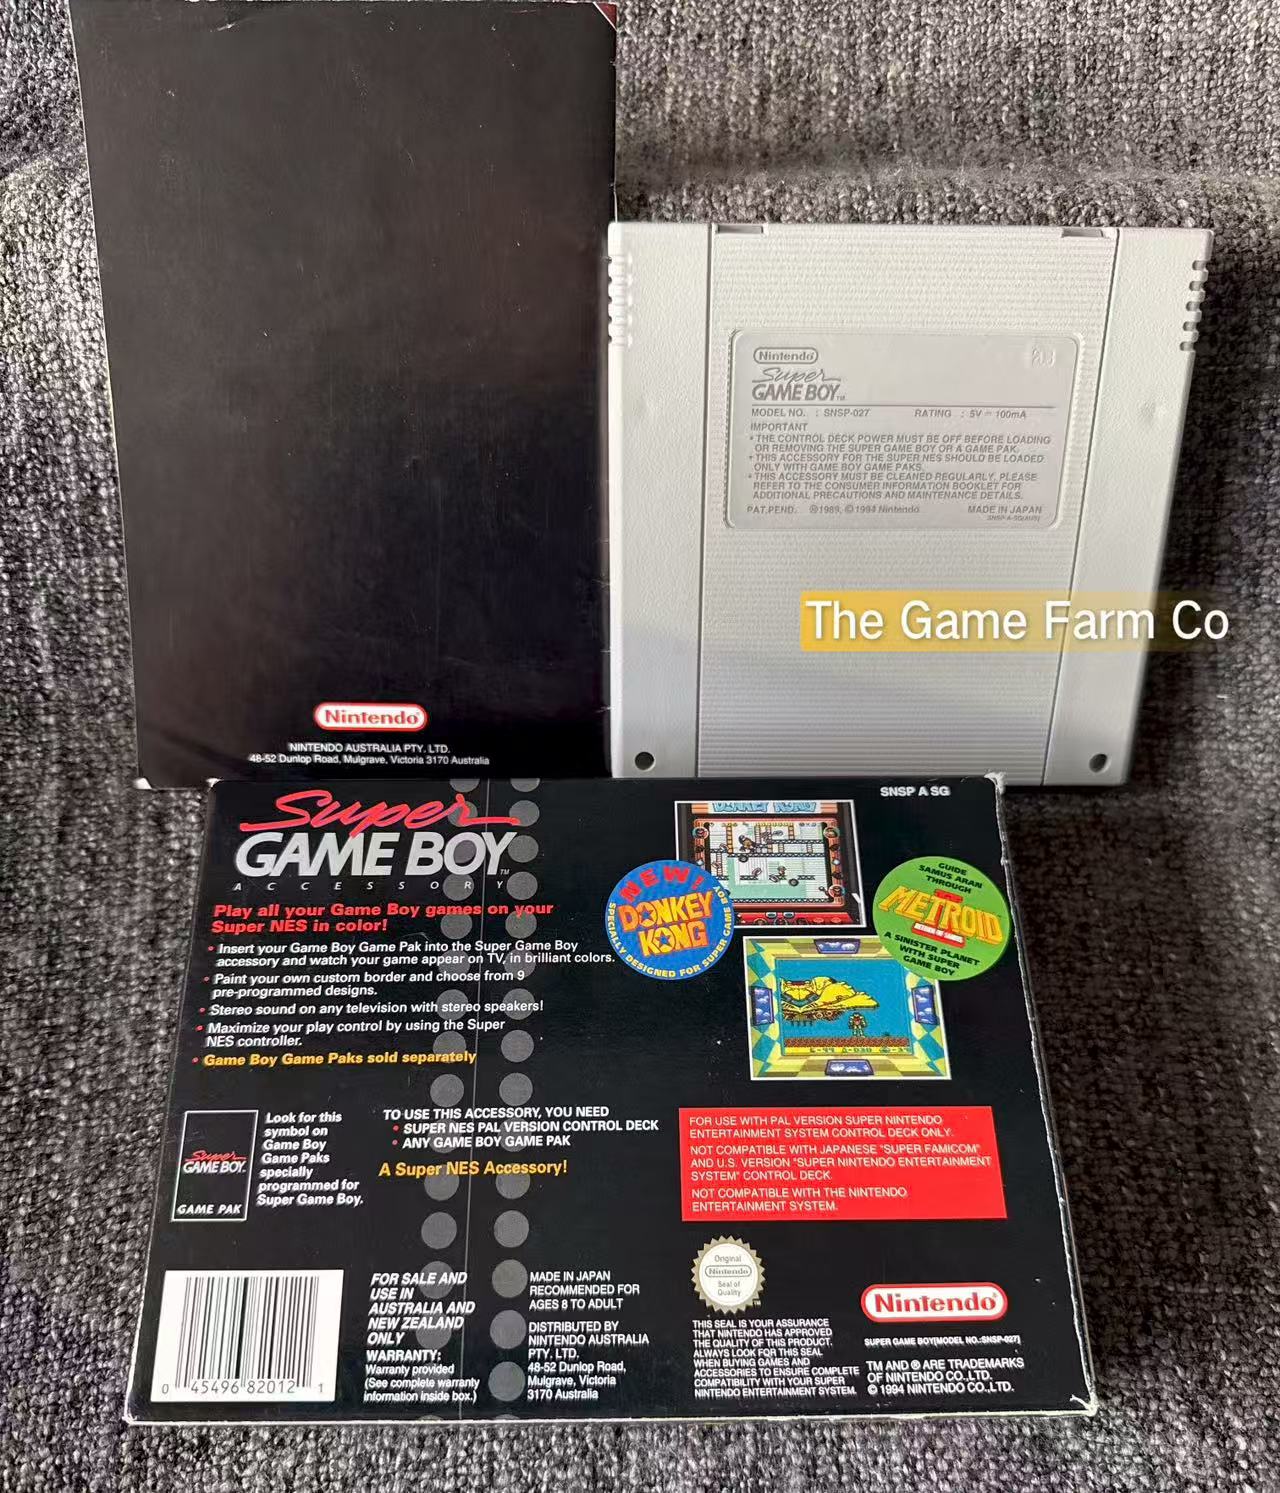 Nintendo
NINTENDO AUSTRALIA PTY. LTD.
48-52 Dunlop Road, Mulgrave, Victoria 3170 Australia
Nintendo
Super
GAME BOY™
MODEL NO. : SNSP-027 RATING : 5V = 100mA
IMPORTANT
• THE CONTROL DECK POWER MUST BE OFF BEFORE LOADING
OR REMOVING THE SUPER GAME BOY OR A GAME PAK.
• THIS ACCESSORY FOR THE SUPER NES SHOULD BE LOADED
ONLY WITH GAME BOY GAME PAKS.
• THIS ACCESSORY MUST BE CLEANED REGULARLY, PLEASE
REFER TO THE CONSUMER INFORMATION BOOKLET FOR
ADDITIONAL PRECAUTIONS AND MAINTENANCE DETAILS.
PAT. PEND. ℗1989, © 1994 Nintendo MADE IN JAPAN
The Game Farm Co
SNSP A SG
Super
GAME BOY™
ACCESSORY
Play all your Game Boy games on your
Super NES in color!
• Insert your Game Boy Game Pak into the Super Game Boy
accessory and watch your game appear on TV, in brilliant colors.
• Paint your own custom border and choose from 9
pre-programmed designs.
• Stereo sound on any television with stereo speakers!
• Maximize your play control by using the Super
NES controller.
• Game Boy Game Paks sold separately
DONKEY KONG
NEW!
DONKEY
KONG
SPECIALLY DESIGNED FOR SUPER GAME BOY
GUIDE
SAMUS ARAN
THROUGH
METROID
II
RETURN OF SAMUS
A SINISTER PLANET
WITH SUPER
GAME BOY
Super
GAME BOY
GAME PAK
Look for this
symbol on
Game Boy
Game Paks
specially
programmed for
Super Game Boy.
TO USE THIS ACCESSORY, YOU NEED
• SUPER NES PAL VERSION CONTROL DECK
• ANY GAME BOY GAME PAK
A Super NES Accessory!
FOR USE WITH PAL VERSION SUPER NINTENDO
ENTERTAINMENT SYSTEM CONTROL DECK ONLY.
NOT COMPATIBLE WITH JAPANESE "SUPER FAMICOM"
AND U.S. VERSION "SUPER NINTENDO ENTERTAINMENT
SYSTEM" CONTROL DECK.
NOT COMPATIBLE WITH THE NINTENDO
ENTERTAINMENT SYSTEM.
0 45496 82012 1
FOR SALE AND
USE IN
AUSTRALIA AND
NEW ZEALAND
ONLY
WARRANTY:
Warranty provided
(See complete warranty
information inside box.)
MADE IN JAPAN
RECOMMENDED FOR
AGES 8 TO ADULT
DISTRIBUTED BY
NINTENDO AUSTRALIA
PTY. LTD.
48-52 Dunlop Road,
Mulgrave, Victoria
3170 Australia
Original
Nintendo
Seal of
Quality
™
THIS SEAL IS YOUR ASSURANCE
THAT NINTENDO HAS APPROVED
THE QUALITY OF THIS PRODUCT.
ALWAYS LOOK FOR THIS SEAL
WHEN BUYING GAMES AND
ACCESSORIES TO ENSURE COMPLETE
COMPATIBILITY WITH YOUR SUPER
NINTENDO ENTERTAINMENT SYSTEM.
Nintendo®
SUPER GAME BOY[MODEL NO.:SNSP-027]
TM AND ® ARE TRADEMARKS
OF NINTENDO CO.,LTD.
© 1994 NINTENDO CO.,LTD.